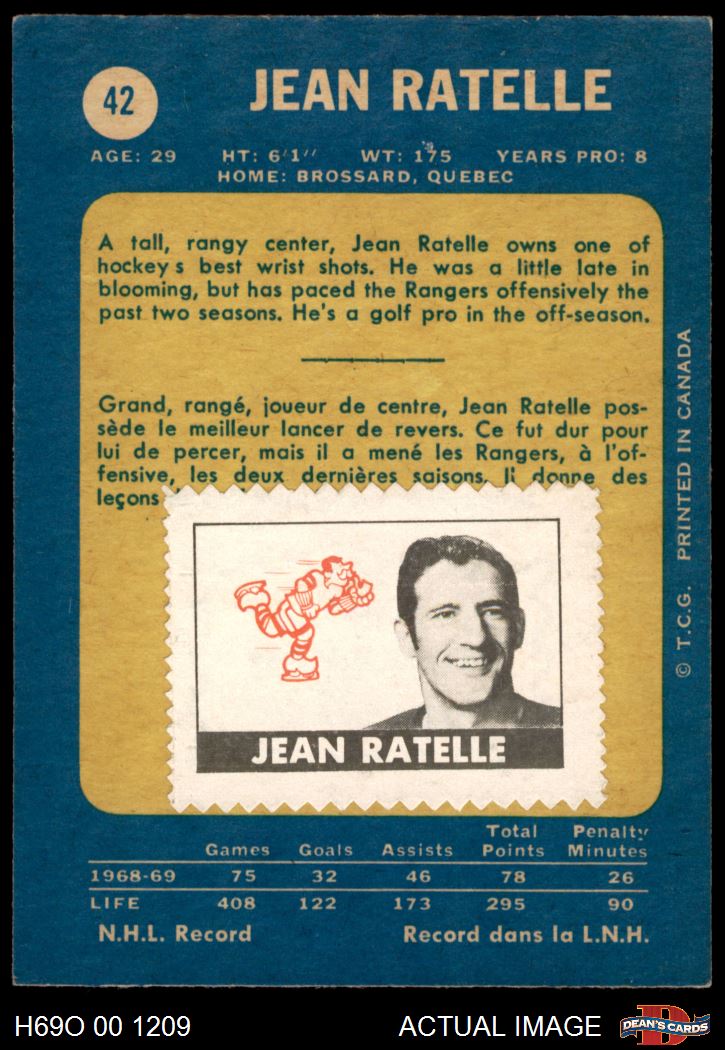 42
JEAN RATELLE
AGE: 29 HT: 6'1'' WT: 175 YEARS PRO: 8
HOME: BROSSARD, QUEBEC
A tall, rangy center, Jean Ratelle owns one of
hockey s best wrist shots. He was a little late in
blooming, but has paced the Rangers offensively the
past two seasons. He's a golf pro in the off-season.
Grand, rangé, joueur de centre, Jean Ratelle pos-
sède le meilleur lancer de revers. Ce fut dur pour
lui de percer, mais il a mené les Rangers, à l'of-
fensive, les deux dernières saisons. Il donne des
leçons
JEAN RATELLE
© T.C.G. PRINTED IN CANADA
Games Goals Assists Total Points Penalty Minutes
1968-69 75 32 46 78 26
LIFE 408 122 173 295 90
N.H.L. Record Record dans la L.N.H.
H69O 00 1209 ACTUAL IMAGE DEAN'S CARDS